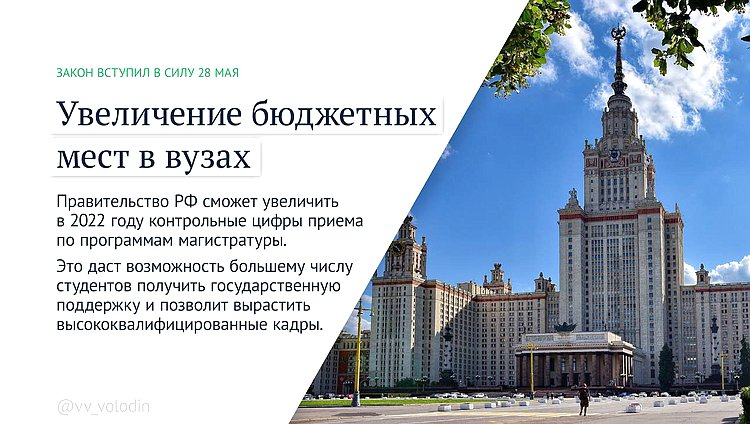 ЗАКОН ВСТУПИЛ В СИЛУ 28 МАЯ
Увеличение бюджетных
мест в вузах
Правительство РФ сможет увеличить
в 2022 году контрольные цифры приема
по программам магистратуры.
Это даст возможность большему числу
студентов получить государственную
поддержку и позволит вырастить
высококвалифицированные кадры.
@vv_volodin